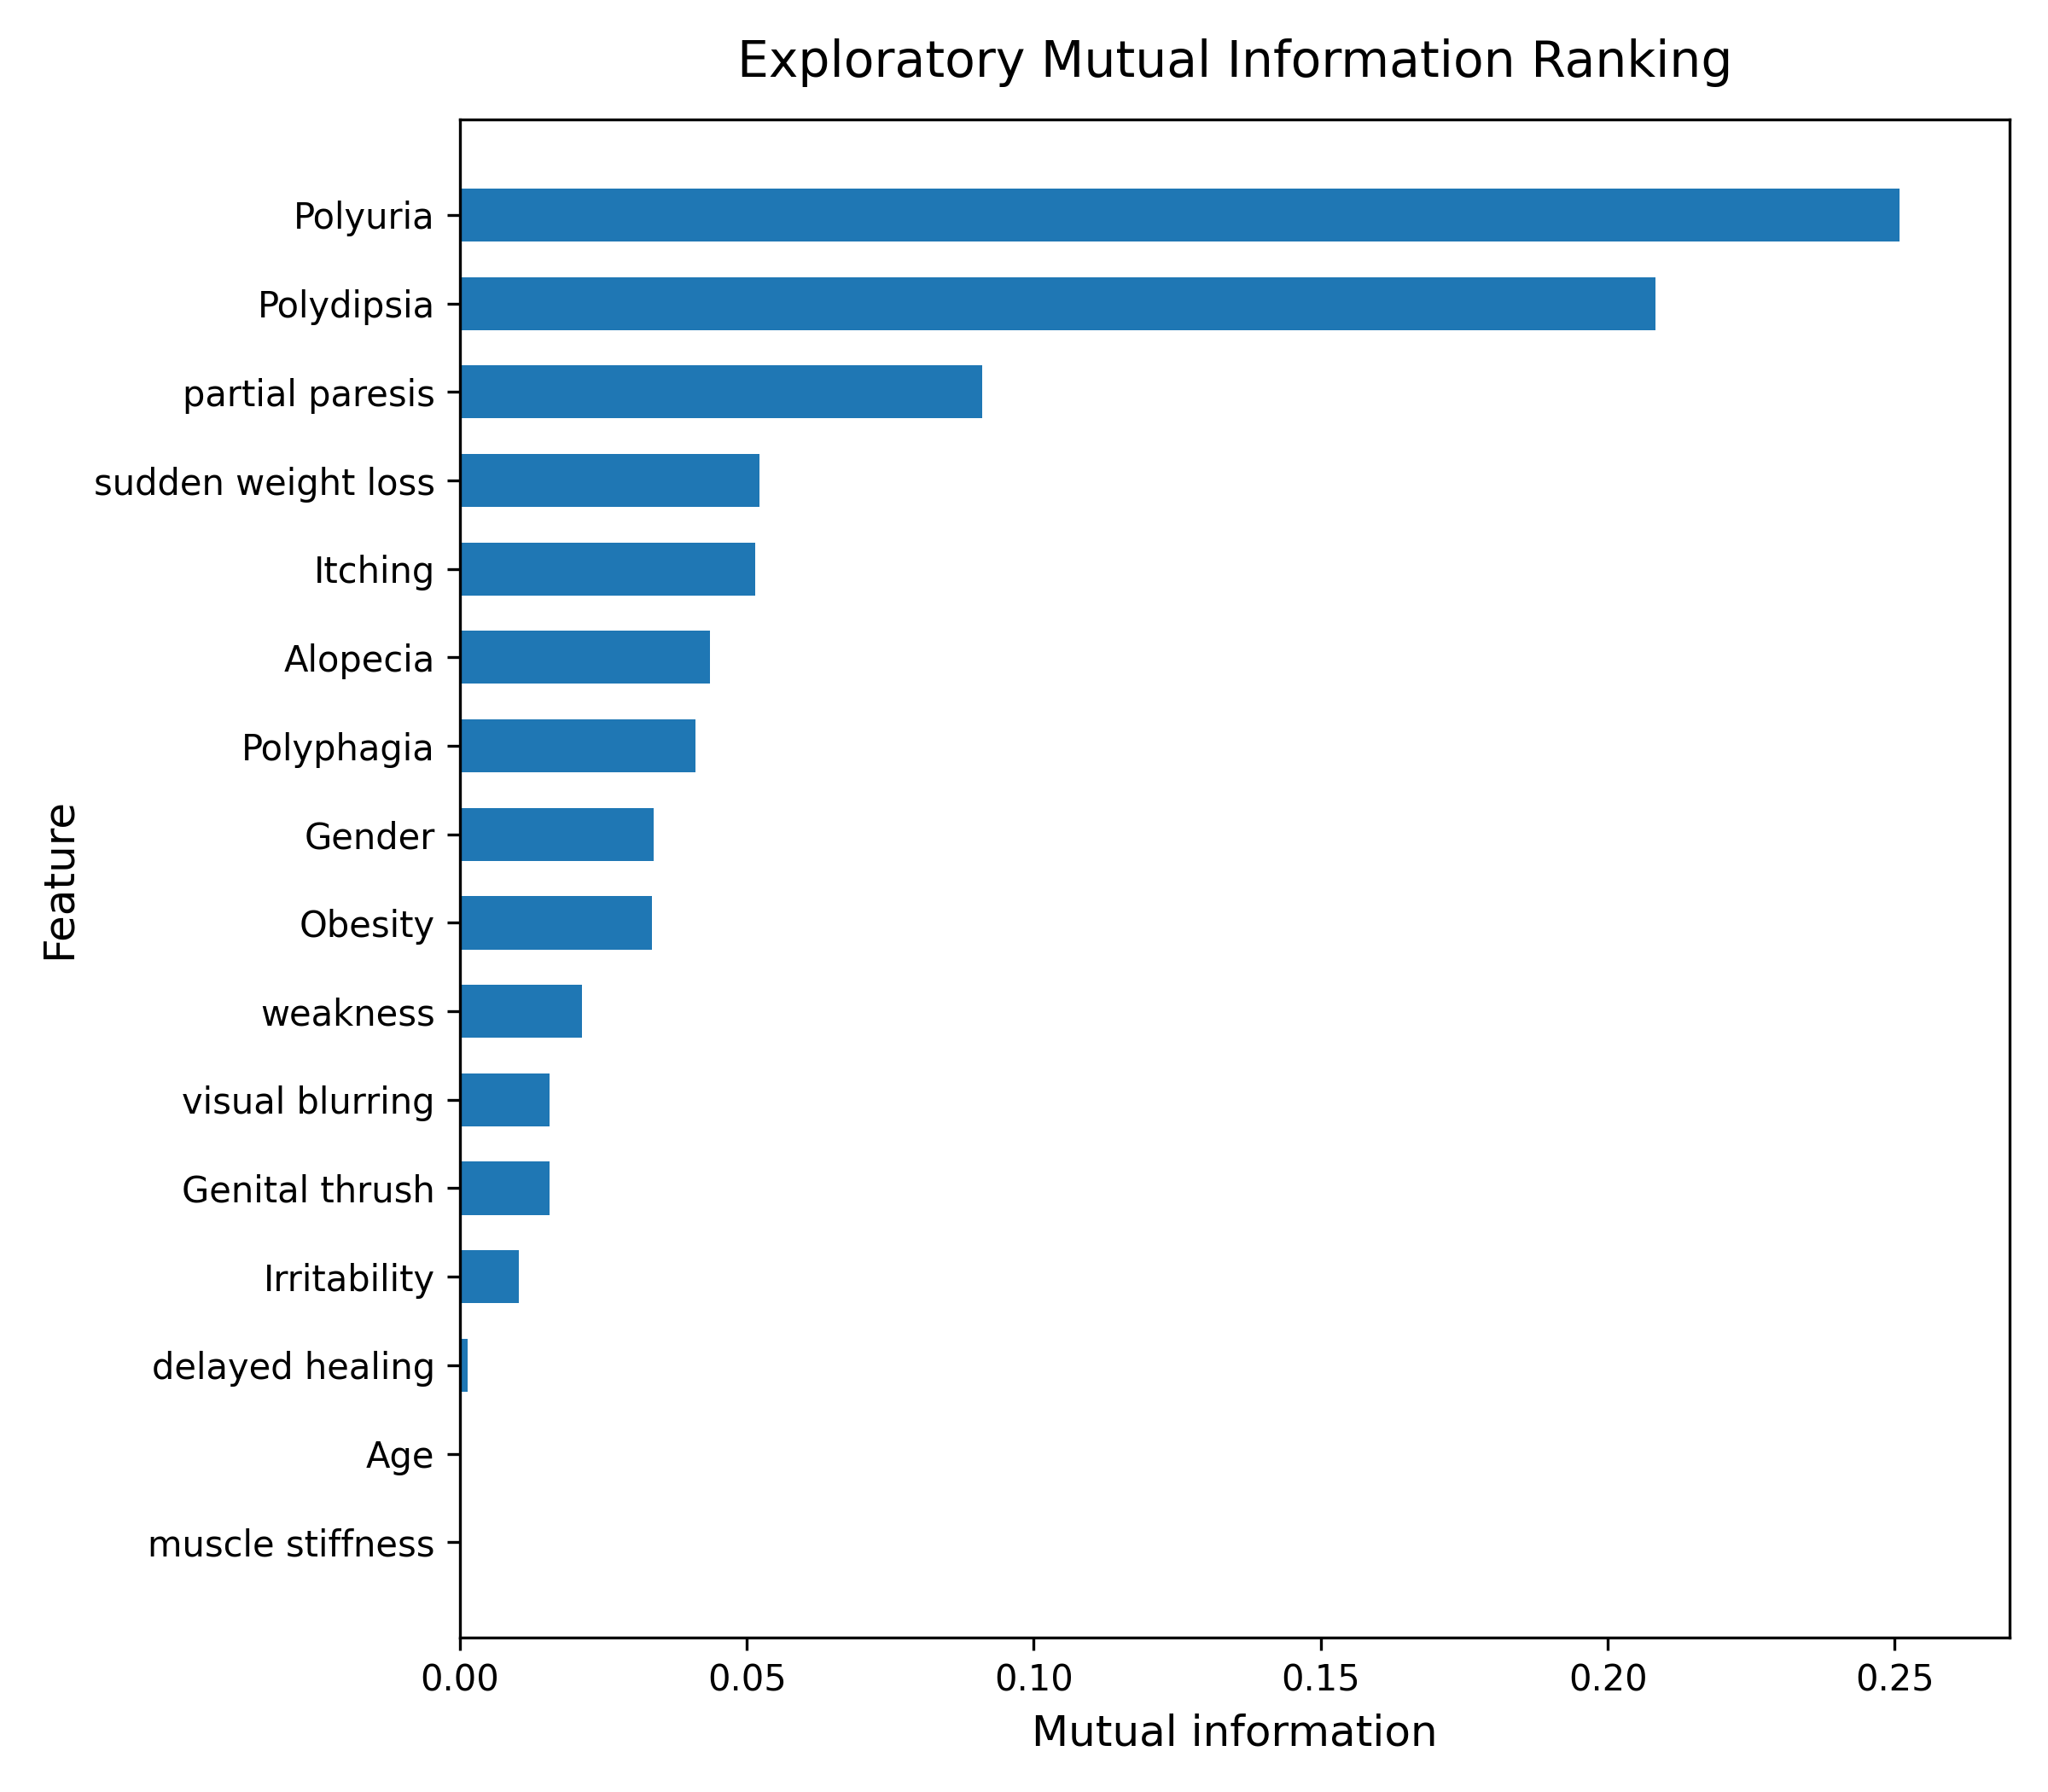 Exploratory Mutual Information Ranking
Feature
Polyuria
Polydipsia
partial paresis
sudden weight loss
Itching
Alopecia
Polyphagia
Gender
Obesity
weakness
visual blurring
Genital thrush
Irritability
delayed healing
Age
muscle stiffness
0.00 0.05 0.10 0.15 0.20 0.25
Mutual information